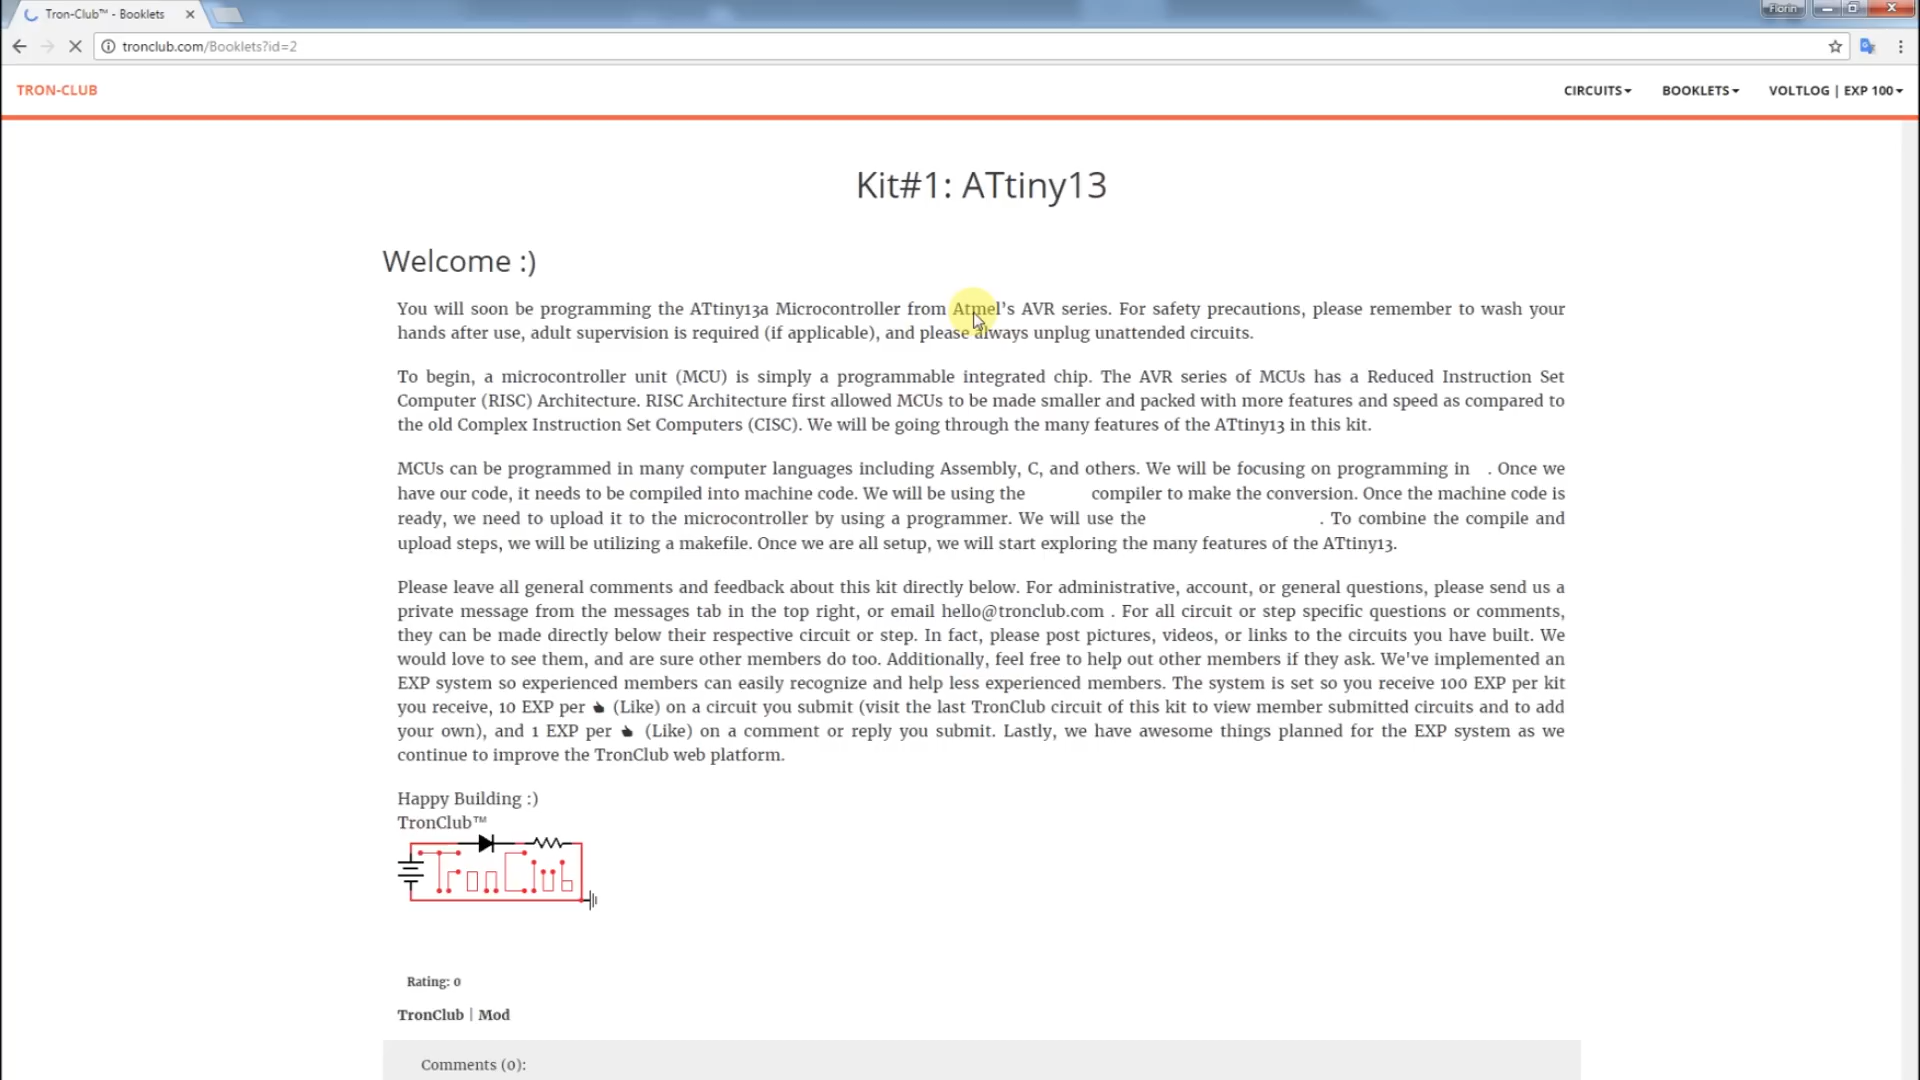 Tron-Club™ - Booklets
Florin
tronclub.com/Booklets?id=2
TRON-CLUB
CIRCUITS
BOOKLETS
VOLTLOG | EXP 100
Kit#1: ATtiny13
Welcome :)
You will soon be programming the ATtiny13a Microcontroller from Atmel's AVR series. For safety precautions, please remember to wash your
hands after use, adult supervision is required (if applicable), and please always unplug unattended circuits.
To begin, a microcontroller unit (MCU) is simply a programmable integrated chip. The AVR series of MCUs has a Reduced Instruction Set
Computer (RISC) Architecture. RISC Architecture first allowed MCUs to be made smaller and packed with more features and speed as compared to
the old Complex Instruction Set Computers (CISC). We will be going through the many features of the ATtiny13 in this kit.
MCUs can be programmed in many computer languages including Assembly, C, and others. We will be focusing on programming in . Once we
have our code, it needs to be compiled into machine code. We will be using the compiler to make the conversion. Once the machine code is
ready, we need to upload it to the microcontroller by using a programmer. We will use the . To combine the compile and
upload steps, we will be utilizing a makefile. Once we are all setup, we will start exploring the many features of the ATtiny13.
Please leave all general comments and feedback about this kit directly below. For administrative, account, or general questions, please send us a
private message from the messages tab in the top right, or email hello@tronclub.com . For all circuit or step specific questions or comments,
they can be made directly below their respective circuit or step. In fact, please post pictures, videos, or links to the circuits you have built. We
would love to see them, and are sure other members do too. Additionally, feel free to help out other members if they ask. We've implemented an
EXP system so experienced members can easily recognize and help less experienced members. The system is set so you receive 100 EXP per kit
you receive, 10 EXP per (Like) on a circuit you submit (visit the last TronClub circuit of this kit to view member submitted circuits and to add
your own), and 1 EXP per (Like) on a comment or reply you submit. Lastly, we have awesome things planned for the EXP system as we
continue to improve the TronClub web platform.
Happy Building :)
TronClub™
TronClub
Rating: 0
TronClub | Mod
Comments (0):